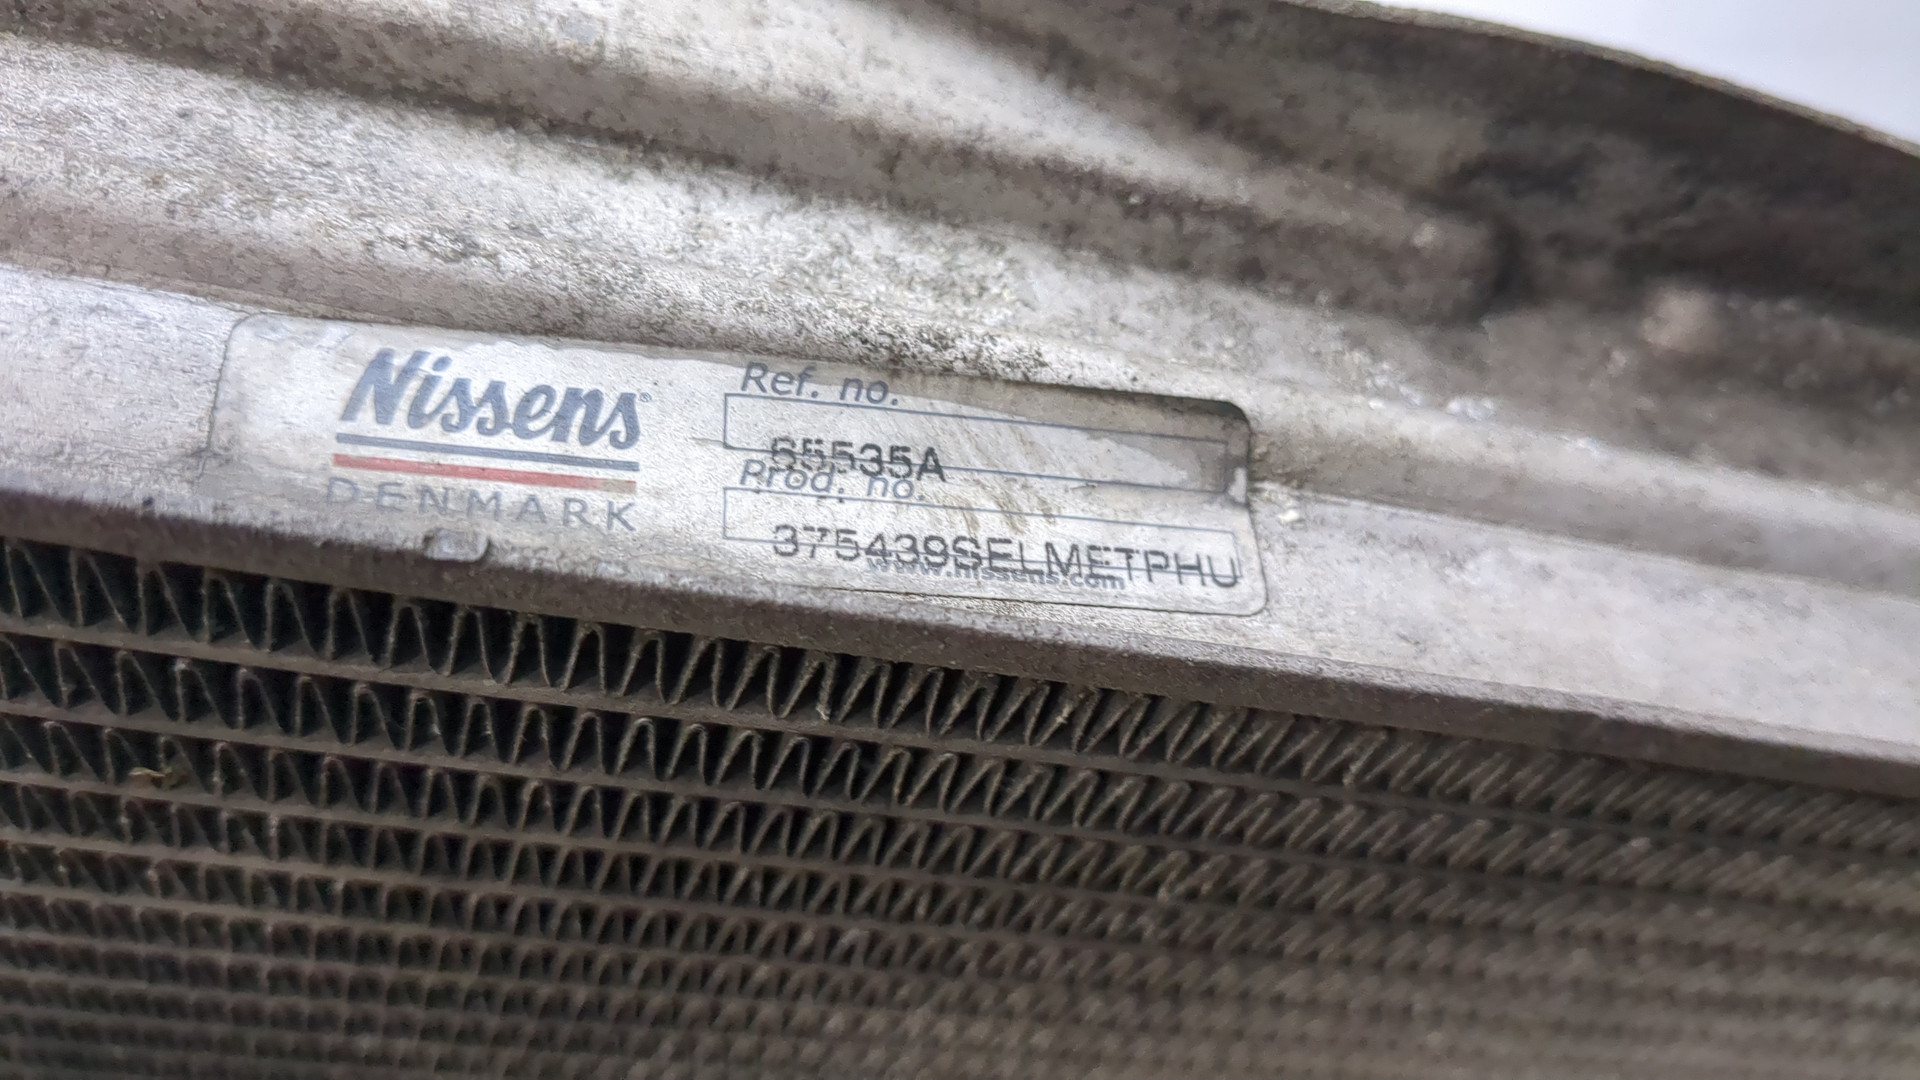 Nissens®
DENMARK
Ref. no.
65535A
Prod. no.
375439SELMETPHU
www.nissens.com